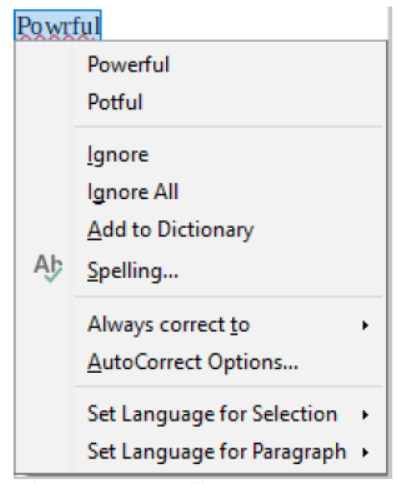 Powrful
Powerful
Potful
Ignore
Ignore All
Add to Dictionary
Ab
Spelling...
Always correct to
AutoCorrect Options...
Set Language for Selection
Set Language for Paragraph